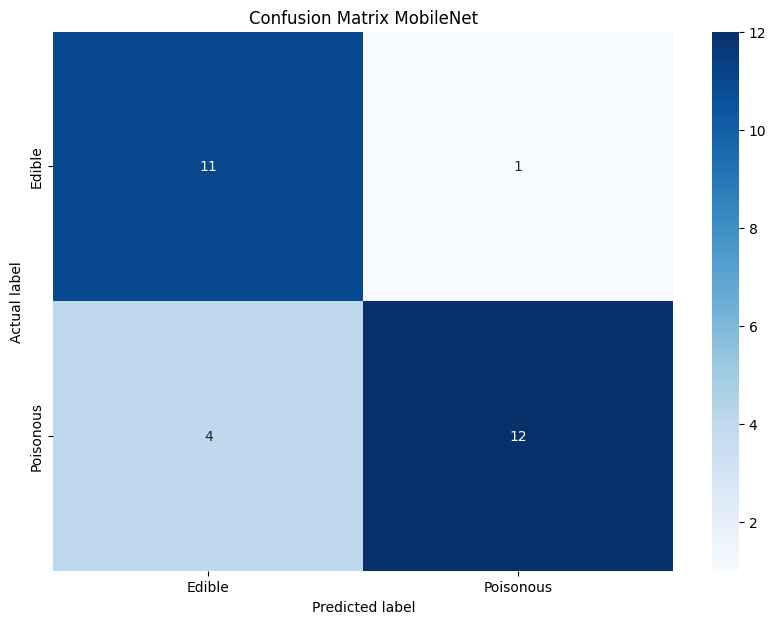 Confusion Matrix MobileNet
12
10
8
6
4
2
Actual label
Edible
11
1
Poisonous
4
12
Edible
Poisonous
Predicted label